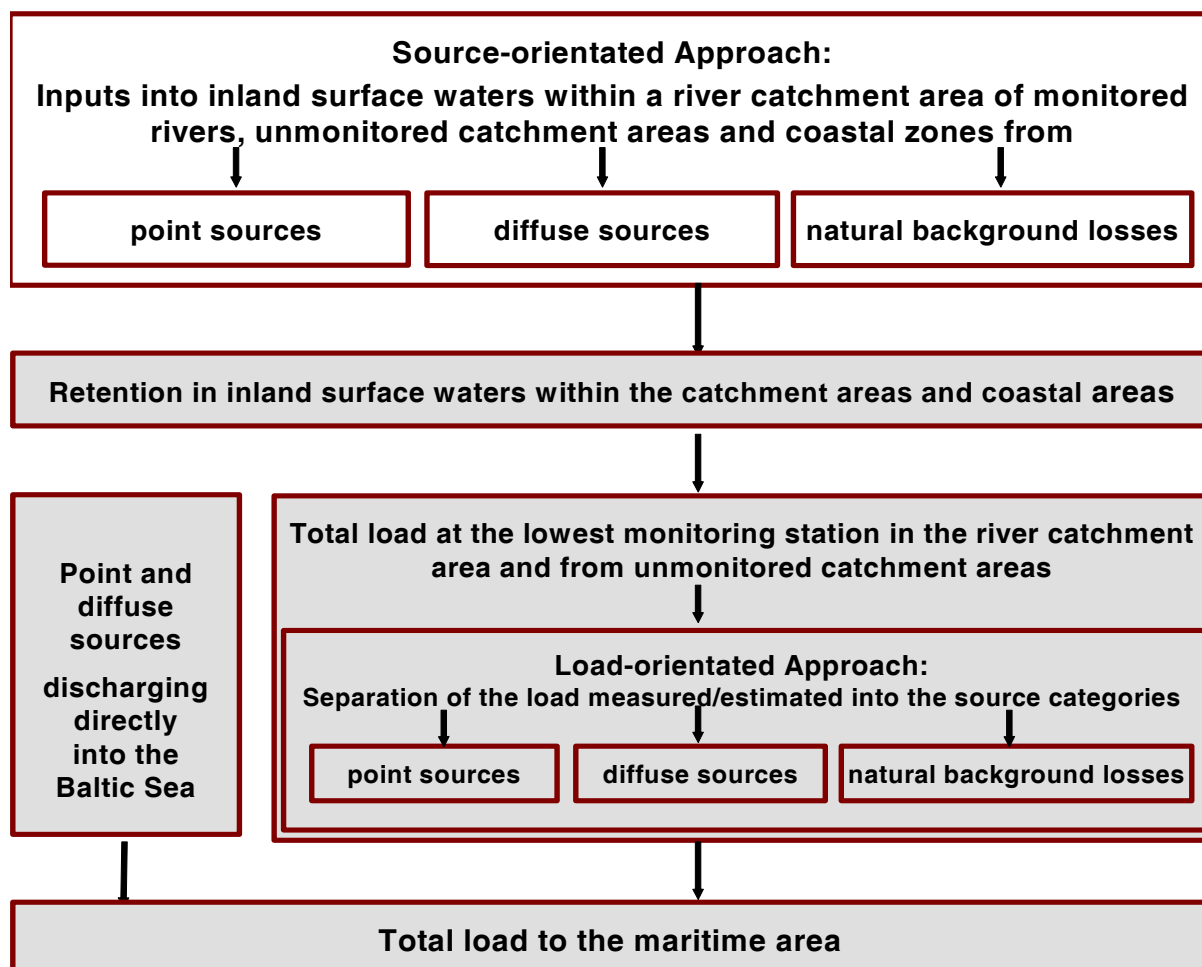 Source-orientated Approach:
Inputs into inland surface waters within a river catchment area of monitored
rivers, unmonitored catchment areas and coastal zones from
point sources
diffuse sources
natural background losses
Retention in inland surface waters within the catchment areas and coastal areas
Point and
diffuse
sources
discharging
directly
into the
Baltic Sea
Total load at the lowest monitoring station in the river catchment
area and from unmonitored catchment areas
Load-orientated Approach:
Separation of the load measured/estimated into the source categories
point sources
diffuse sources
natural background losses
Total load to the maritime area